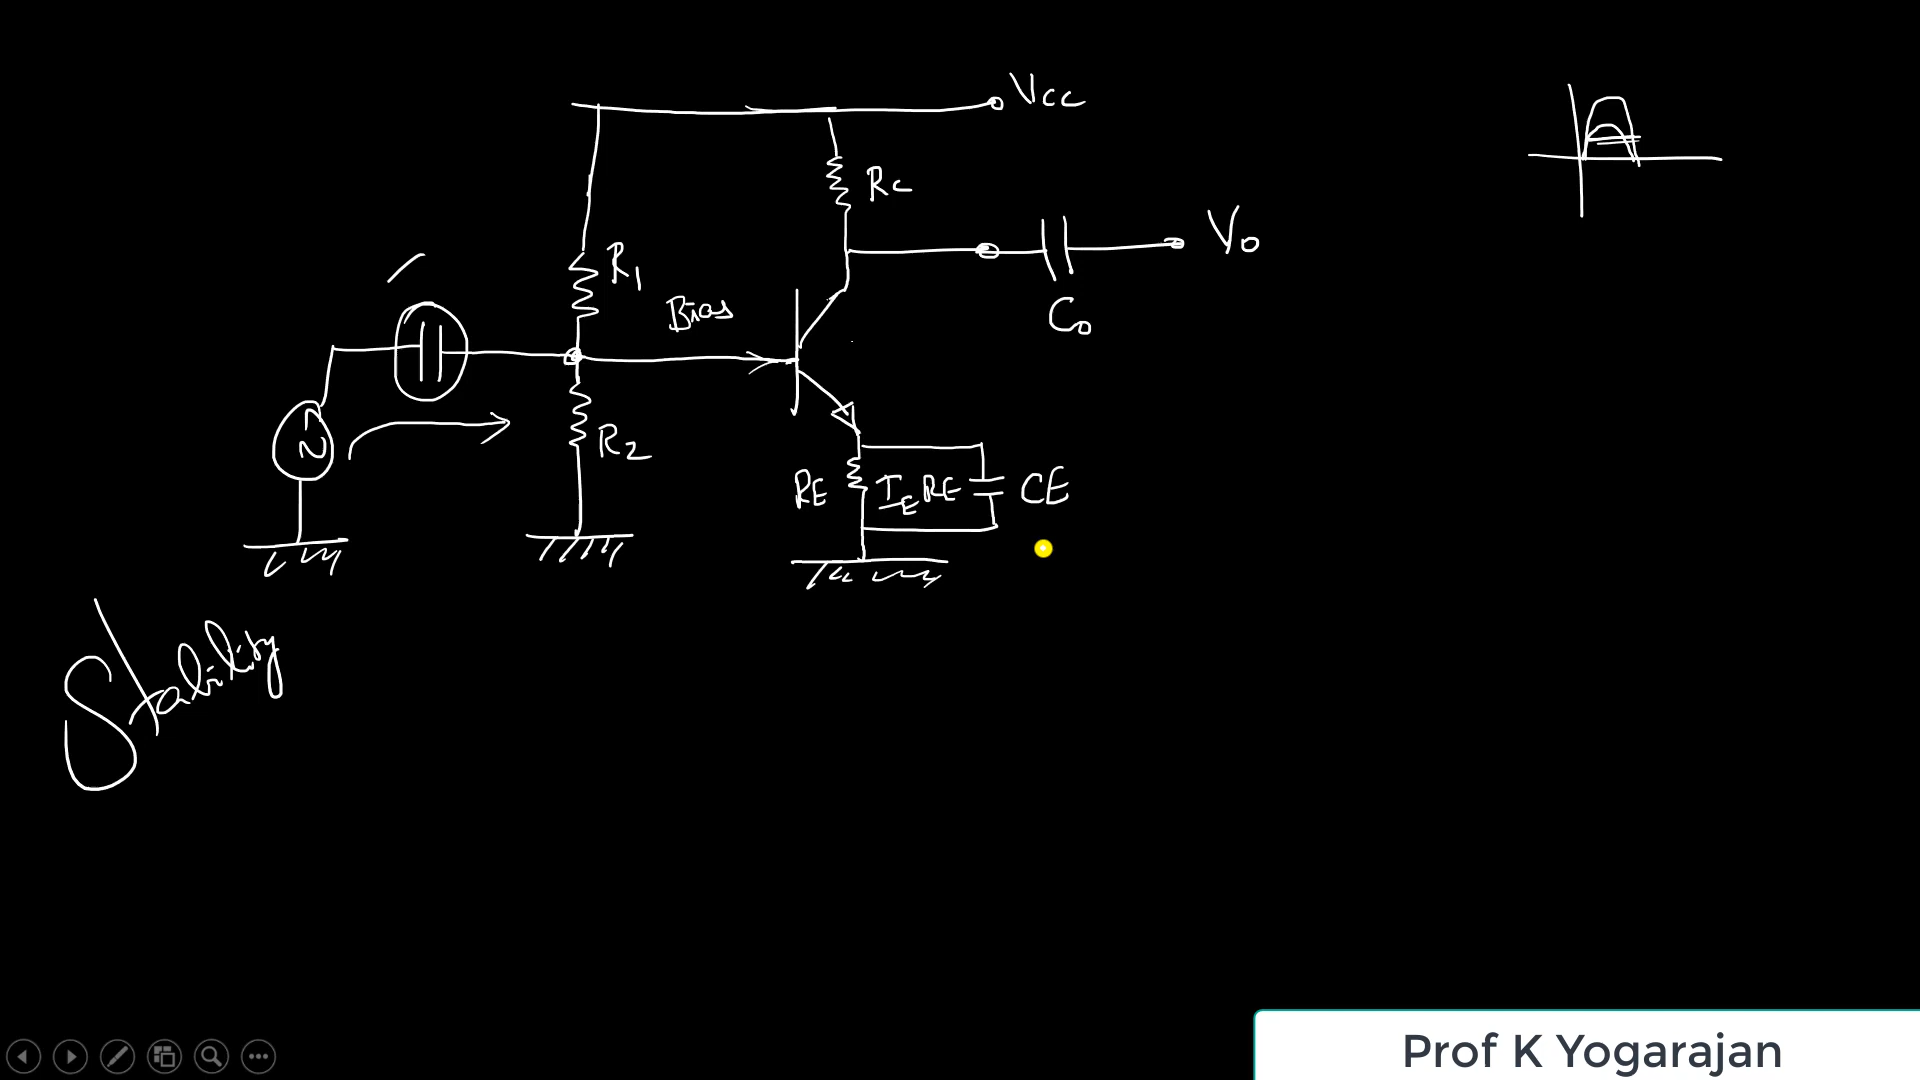 Vcc
Rc
Vo
R1
Bias
Co
R2
RE
IERE
CE
Stability
Prof K Yogarajan